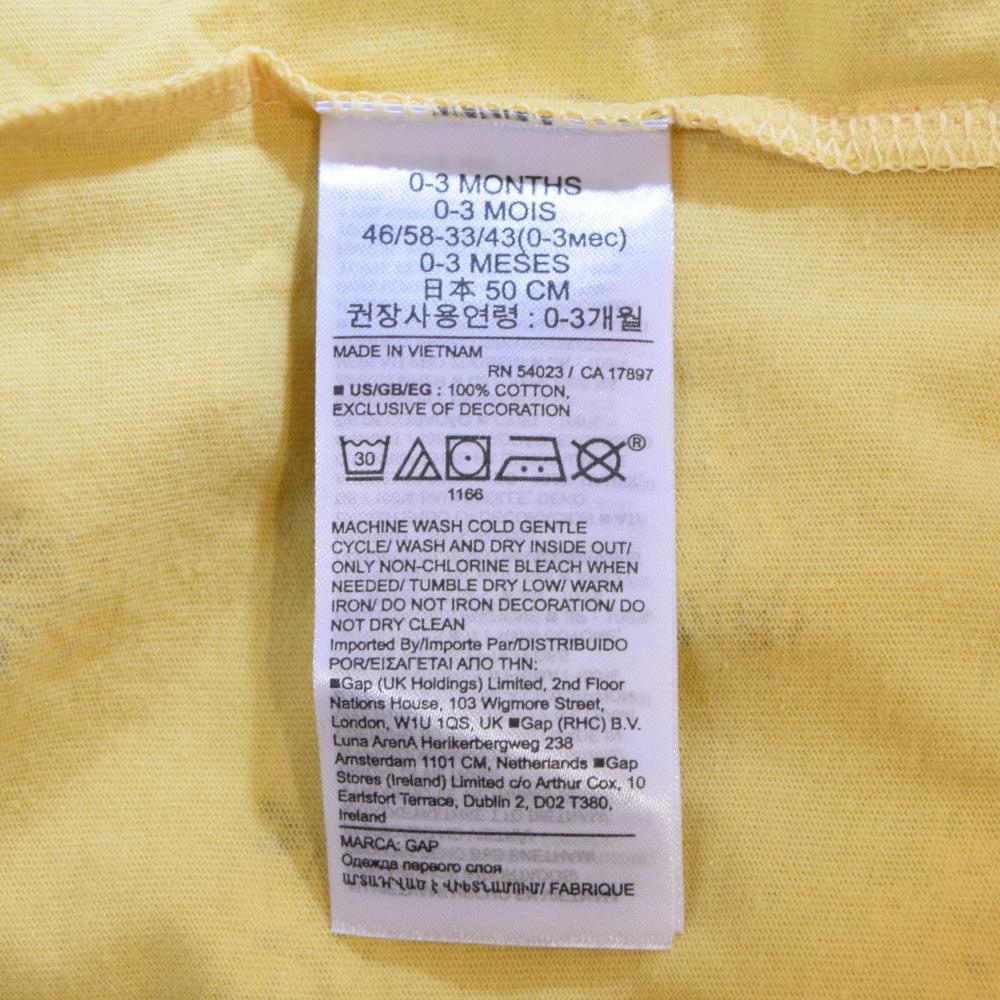 0-3 MONTHS
0-3 MOIS
46/58-33/43(0-3мес)
0-3 MESES
日本 50 CM
권장사용연령 : 0-3개월
MADE IN VIETNAM
RN 54023 / CA 17897
■ US/GB/EG : 100% COTTON,
EXCLUSIVE OF DECORATION
30
®
1166
MACHINE WASH COLD GENTLE
CYCLE/ WASH AND DRY INSIDE OUT/
ONLY NON-CHLORINE BLEACH WHEN
NEEDED/ TUMBLE DRY LOW/ WARM
IRON/ DO NOT IRON DECORATION/ DO
NOT DRY CLEAN
Imported By/Importe Par/DISTRIBUIDO
POR/ΕΙΣΑΓΕΤΑΙ ΑΠΟ ΤΗΝ:
■Gap (UK Holdings) Limited, 2nd Floor
Nations House, 103 Wigmore Street,
London, W1U 1QS, UK ■Gap (RHC) B.V.
Luna ArenA Herikerbergweg 238
Amsterdam 1101 CM, Netherlands ■Gap
Stores (Ireland) Limited c/o Arthur Cox, 10
Earlsfort Terrace, Dublin 2, D02 T380,
Ireland
MARCA: GAP
Одежда первого слоя
ԱՐՏԱԴՎԱԾ Է ՎԻԵՏՆԱՄՈՒՄ/ FABRIQUE